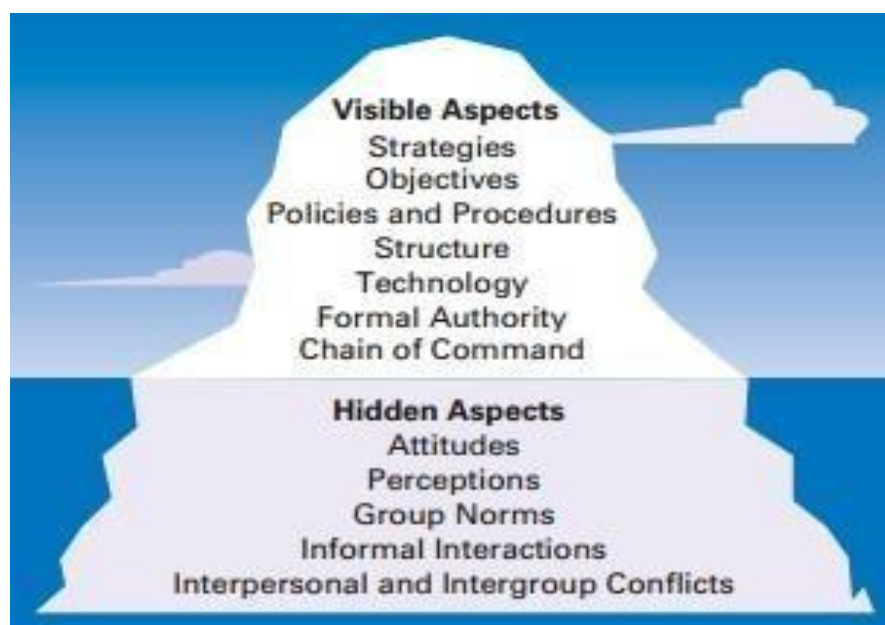 Visible Aspects
Strategies
Objectives
Policies and Procedures
Structure
Technology
Formal Authority
Chain of Command
Hidden Aspects
Attitudes
Perceptions
Group Norms
Informal Interactions
Interpersonal and Intergroup Conflicts